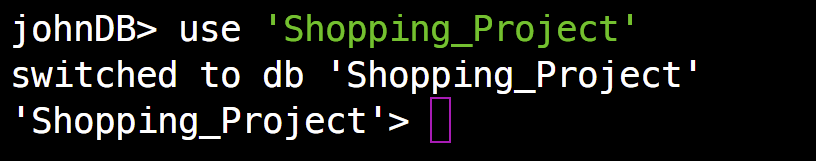 johnDB> use 'Shopping_Project'
switched to db 'Shopping_Project'
'Shopping_Project'>